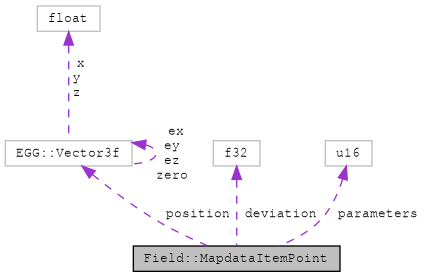 float
x
y
z
ex
ey
ez
zero
EGG::Vector3f
f32
u16
position
deviation
parameters
Field::MapdataItemPoint